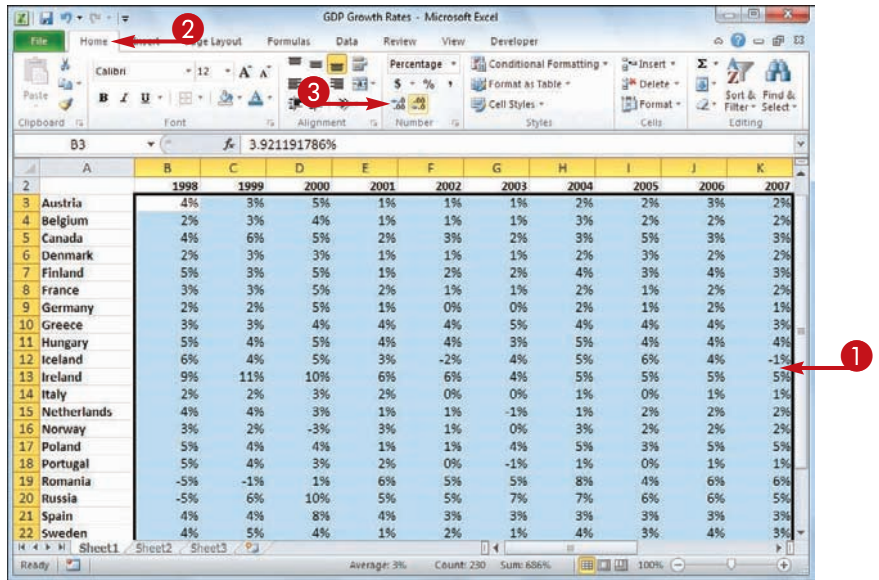 GDP Growth Rates - Microsoft Excel
2
File Home Insert Page Layout Formulas Data Review View Developer
Calibri 12 A A Percentage Conditional Formatting Insert Σ
Paste B I U A $ % , Format as Table Delete Sort & Find &
3 Cell Styles Format Filter Select
Clipboard Font Alignment Number Styles Cells Editing
B3 fx 3.921191786%
A B C D E F G H I J K
2 1998 1999 2000 2001 2002 2003 2004 2005 2006 2007
3 Austria 4% 3% 5% 1% 1% 1% 2% 2% 3% 2%
4 Belgium 2% 3% 4% 1% 1% 1% 3% 2% 2% 2%
5 Canada 4% 6% 5% 2% 3% 2% 3% 5% 3% 3%
6 Denmark 2% 3% 3% 1% 1% 1% 2% 3% 2% 2%
7 Finland 5% 3% 5% 1% 2% 2% 4% 3% 4% 3%
8 France 3% 3% 5% 2% 1% 1% 2% 1% 2% 2%
9 Germany 2% 2% 5% 1% 0% 0% 2% 1% 2% 1%
10 Greece 3% 3% 4% 4% 4% 5% 4% 4% 4% 3%
11 Hungary 5% 4% 5% 4% 4% 3% 5% 4% 4% 4%
12 Iceland 6% 4% 5% 3% -2% 4% 5% 6% 4% -1% 1
13 Ireland 9% 11% 10% 6% 6% 4% 5% 5% 5% 5%
14 Italy 2% 2% 3% 2% 0% 0% 1% 0% 1% 1%
15 Netherlands 4% 4% 3% 1% 1% -1% 1% 2% 2% 2%
16 Norway 3% 2% -3% 3% 1% 0% 3% 2% 2% 2%
17 Poland 5% 4% 4% 1% 1% 4% 5% 3% 5% 5%
18 Portugal 5% 4% 3% 2% 0% -1% 1% 0% 1% 1%
19 Romania -5% -1% 1% 6% 5% 5% 8% 4% 6% 6%
20 Russia -5% 6% 10% 5% 5% 7% 7% 6% 6% 5%
21 Spain 4% 4% 8% 4% 3% 3% 3% 3% 3% 3%
22 Sweden 4% 5% 4% 1% 2% 1% 4% 3% 4% 3%
Sheet1 Sheet2 Sheet3
Ready Average: 3% Count: 230 Sum: 686% 100%